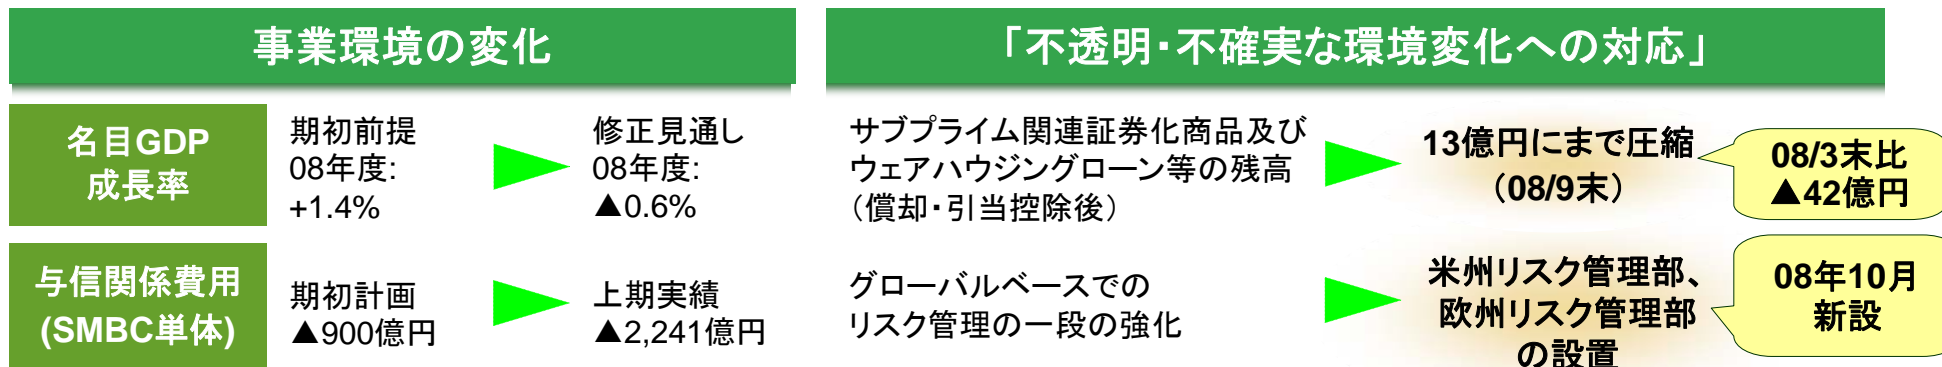 事業環境の変化
「不透明・不確実な環境変化への対応」
名目GDP
成長率
期初前提
08年度:
+1.4%
修正見通し
08年度:
▲0.6%
サブプライム関連証券化商品及び
ウェアハウジングローン等の残高
（償却・引当控除後）
13億円にまで圧縮
（08/9末）
08/3末比
▲42億円
与信関係費用
(SMBC単体)
期初計画
▲900億円
上期実績
▲2,241億円
グローバルベースでの
リスク管理の一段の強化
米州リスク管理部、
欧州リスク管理部
の設置
08年10月
新設